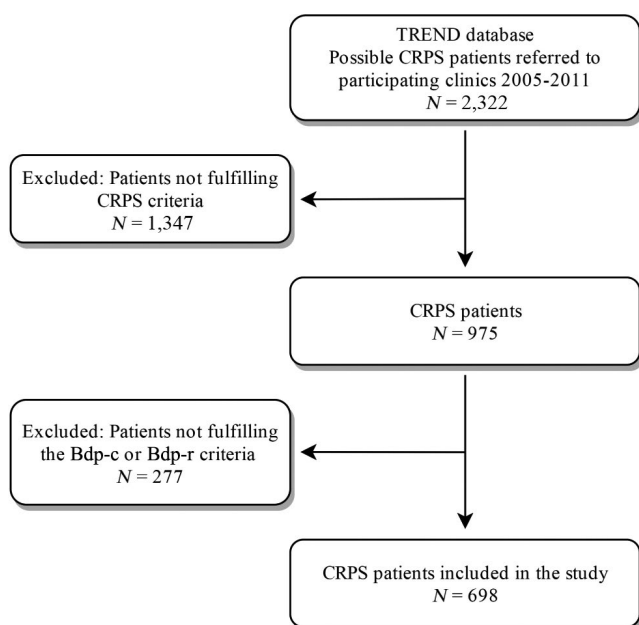 TREND database
Possible CRPS patients referred to
participating clinics 2005-2011
N = 2,322
Excluded: Patients not fulfilling
CRPS criteria
N = 1,347
CRPS patients
N = 975
Excluded: Patients not fulfilling
the Bdp-c or Bdp-r criteria
N = 277
CRPS patients included in the study
N = 698